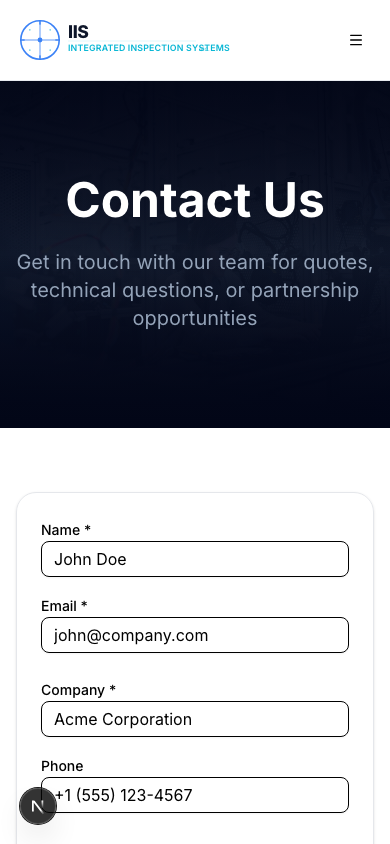 IIS
INTEGRATED INSPECTION SYSTEMS
☰
Contact Us
Get in touch with our team for quotes,
technical questions, or partnership
opportunities
Name *
John Doe
Email *
john@company.com
Company *
Acme Corporation
Phone
+1 (555) 123-4567
N